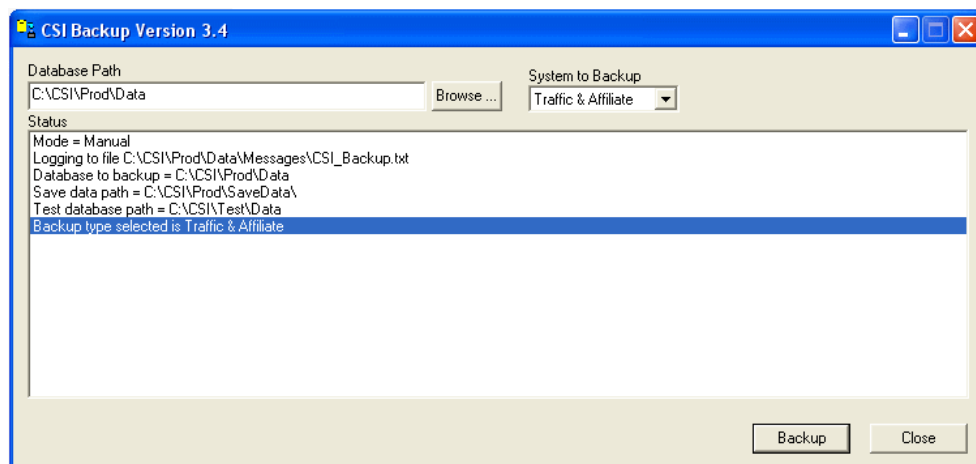 CSI Backup Version 3.4
Database Path
System to Backup
C:\CSI\Prod\Data
Browse ...
Traffic & Affiliate
Status
Mode = Manual
Logging to file C:\CSI\Prod\Data\Messages\CSI_Backup.txt
Database to backup = C:\CSI\Prod\Data
Save data path = C:\CSI\Prod\SaveData\
Test database path = C:\CSI\Test\Data
Backup type selected is Traffic & Affiliate
Backup
Close